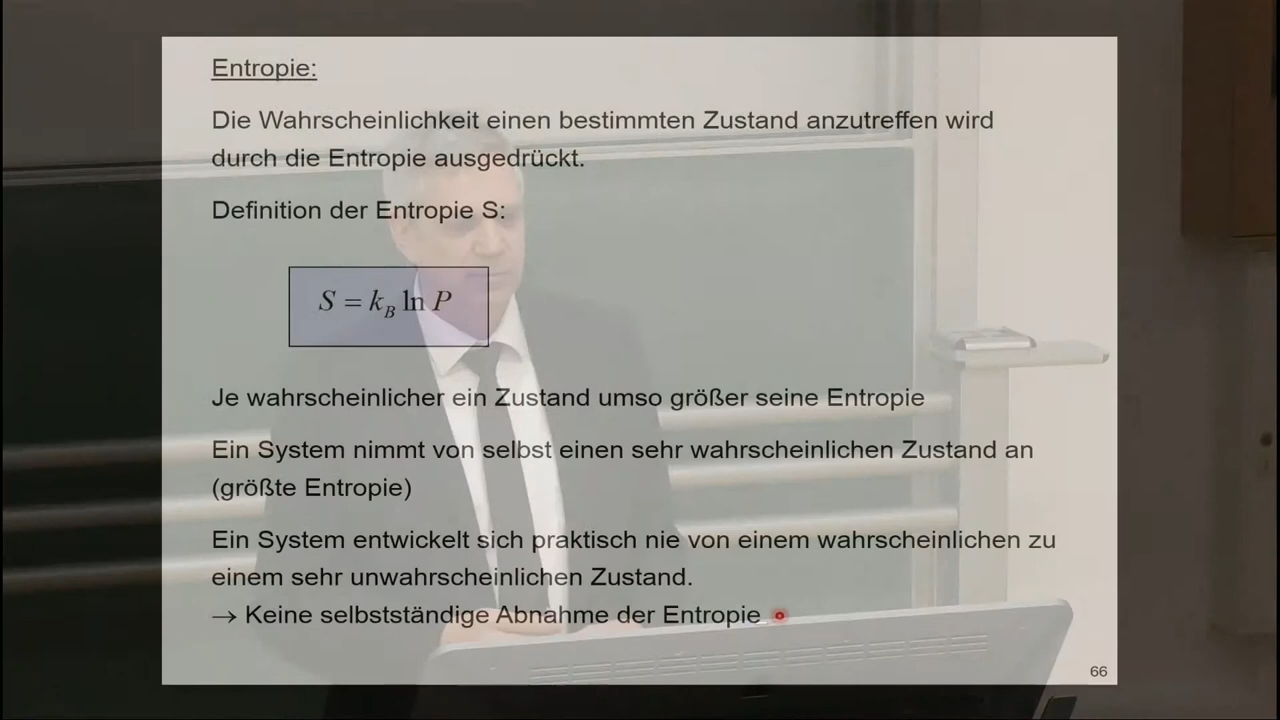 Entropie:
Die Wahrscheinlichkeit einen bestimmten Zustand anzutreffen wird
durch die Entropie ausgedrückt.
Definition der Entropie S:
S = k_B ln P
Je wahrscheinlicher ein Zustand umso größer seine Entropie
Ein System nimmt von selbst einen sehr wahrscheinlichen Zustand an
(größte Entropie)
Ein System entwickelt sich praktisch nie von einem wahrscheinlichen zu
einem sehr unwahrscheinlichen Zustand.
→ Keine selbstständige Abnahme der Entropie
66